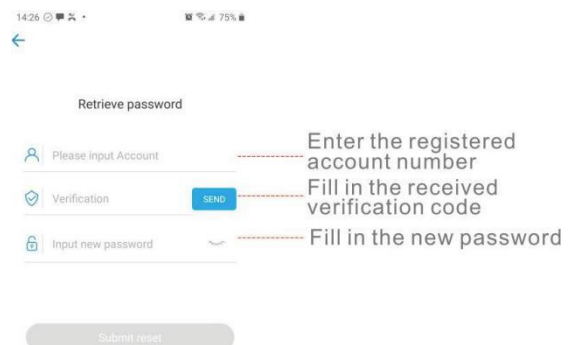 14:26 75%
Retrieve password
Please input Account
Enter the registered
account number
Verification SEND
Fill in the received
verification code
Input new password
Fill in the new password
Submit reset